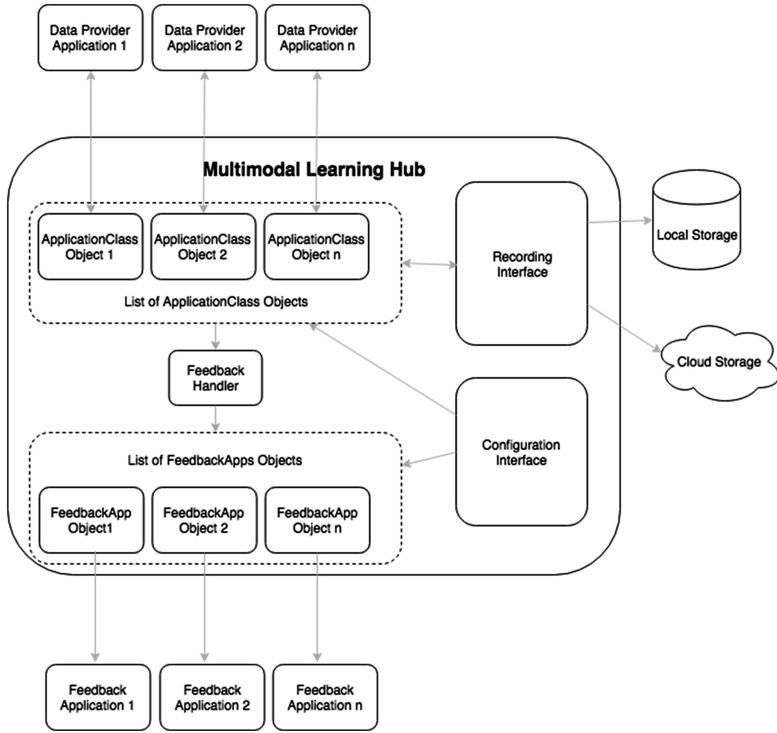 Data Provider
Application 1
Data Provider
Application 2
Data Provider
Application n
Multimodal Learning Hub
ApplicationClass
Object 1
ApplicationClass
Object 2
ApplicationClass
Object n
List of ApplicationClass Objects
Recording
Interface
Local Storage
Cloud Storage
Feedback
Handler
Configuration
Interface
List of FeedbackApps Objects
FeedbackApp
Object1
FeedbackApp
Object 2
FeedbackApp
Object n
Feedback
Application 1
Feedback
Application 2
Feedback
Application n